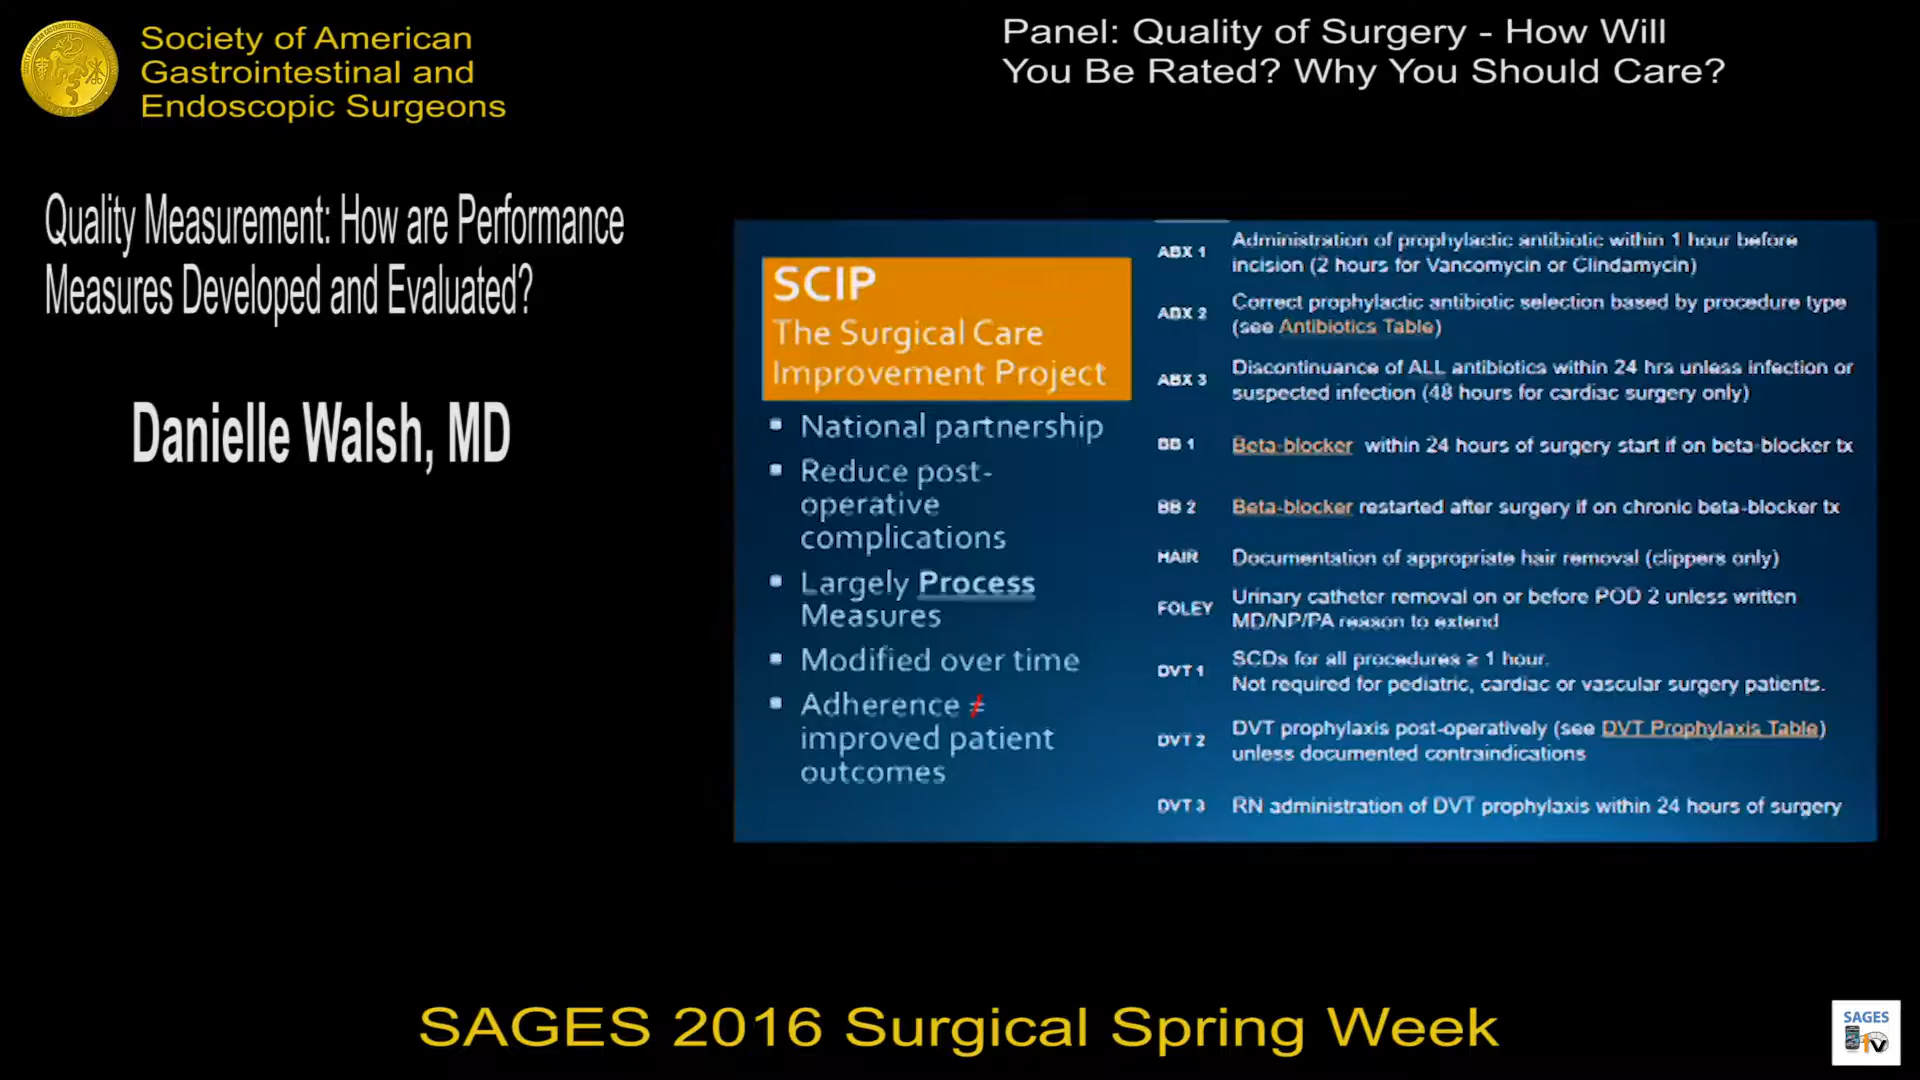 Society of American
Gastrointestinal and
Endoscopic Surgeons
Panel: Quality of Surgery - How Will
You Be Rated? Why You Should Care?
Quality Measurement: How are Performance
Measures Developed and Evaluated?
Danielle Walsh, MD
SCIP
The Surgical Care
Improvement Project
▪ National partnership
▪ Reduce post-
operative
complications
▪ Largely Process
Measures
▪ Modified over time
▪ Adherence ≠
improved patient
outcomes
ABX 1 Administration of prophylactic antibiotic within 1 hour before
incision (2 hours for Vancomycin or Clindamycin)
ABX 2 Correct prophylactic antibiotic selection based by procedure type
(see Antibiotics Table)
ABX 3 Discontinuance of ALL antibiotics within 24 hrs unless infection or
suspected infection (48 hours for cardiac surgery only)
BB 1 Beta-blocker within 24 hours of surgery start if on beta-blocker tx
BB 2 Beta-blocker restarted after surgery if on chronic beta-blocker tx
HAIR Documentation of appropriate hair removal (clippers only)
FOLEY Urinary catheter removal on or before POD 2 unless written
MD/NP/PA reason to extend
DVT 1 SCDs for all procedures ≥ 1 hour.
Not required for pediatric, cardiac or vascular surgery patients.
DVT 2 DVT prophylaxis post-operatively (see DVT Prophylaxis Table)
unless documented contraindications
DVT 3 RN administration of DVT prophylaxis within 24 hours of surgery
SAGES 2016 Surgical Spring Week
SAGES
TV